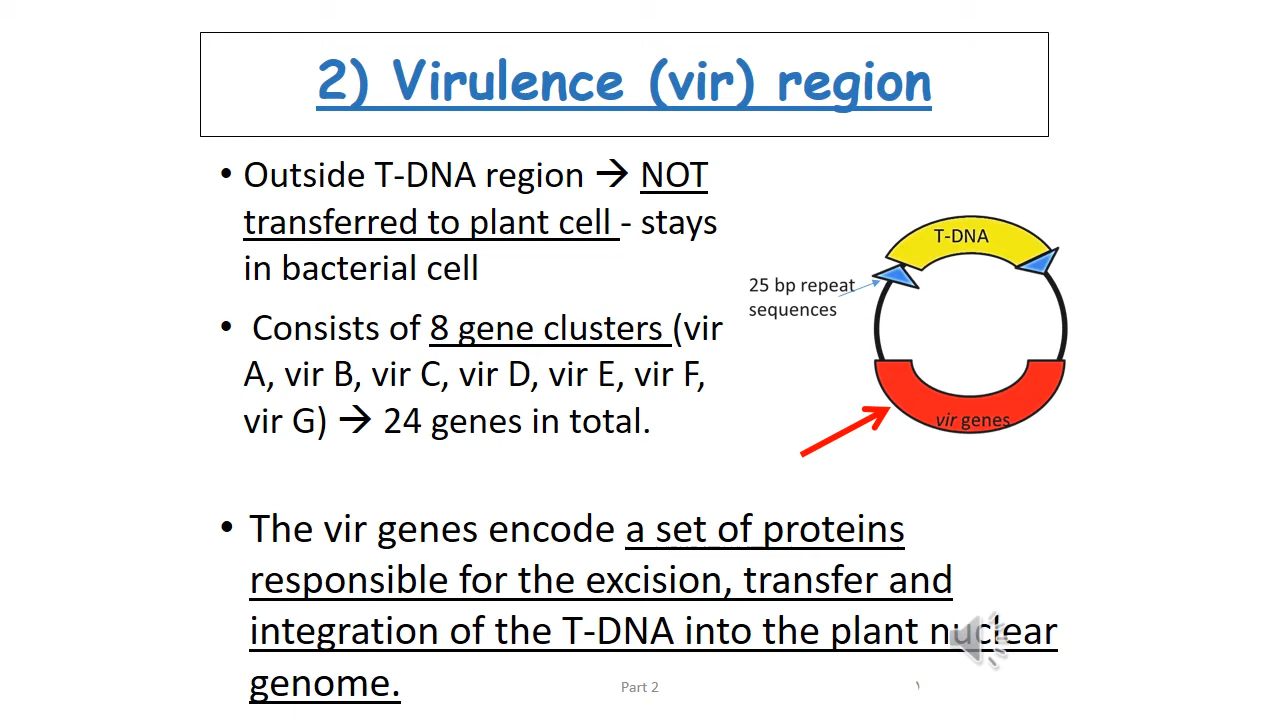 2) Virulence (vir) region
• Outside T-DNA region → NOT
transferred to plant cell - stays
in bacterial cell
• Consists of 8 gene clusters (vir
A, vir B, vir C, vir D, vir E, vir F,
vir G) → 24 genes in total.
T-DNA
25 bp repeat
sequences
vir genes
• The vir genes encode a set of proteins
responsible for the excision, transfer and
integration of the T-DNA into the plant nuclear
genome.
Part 2